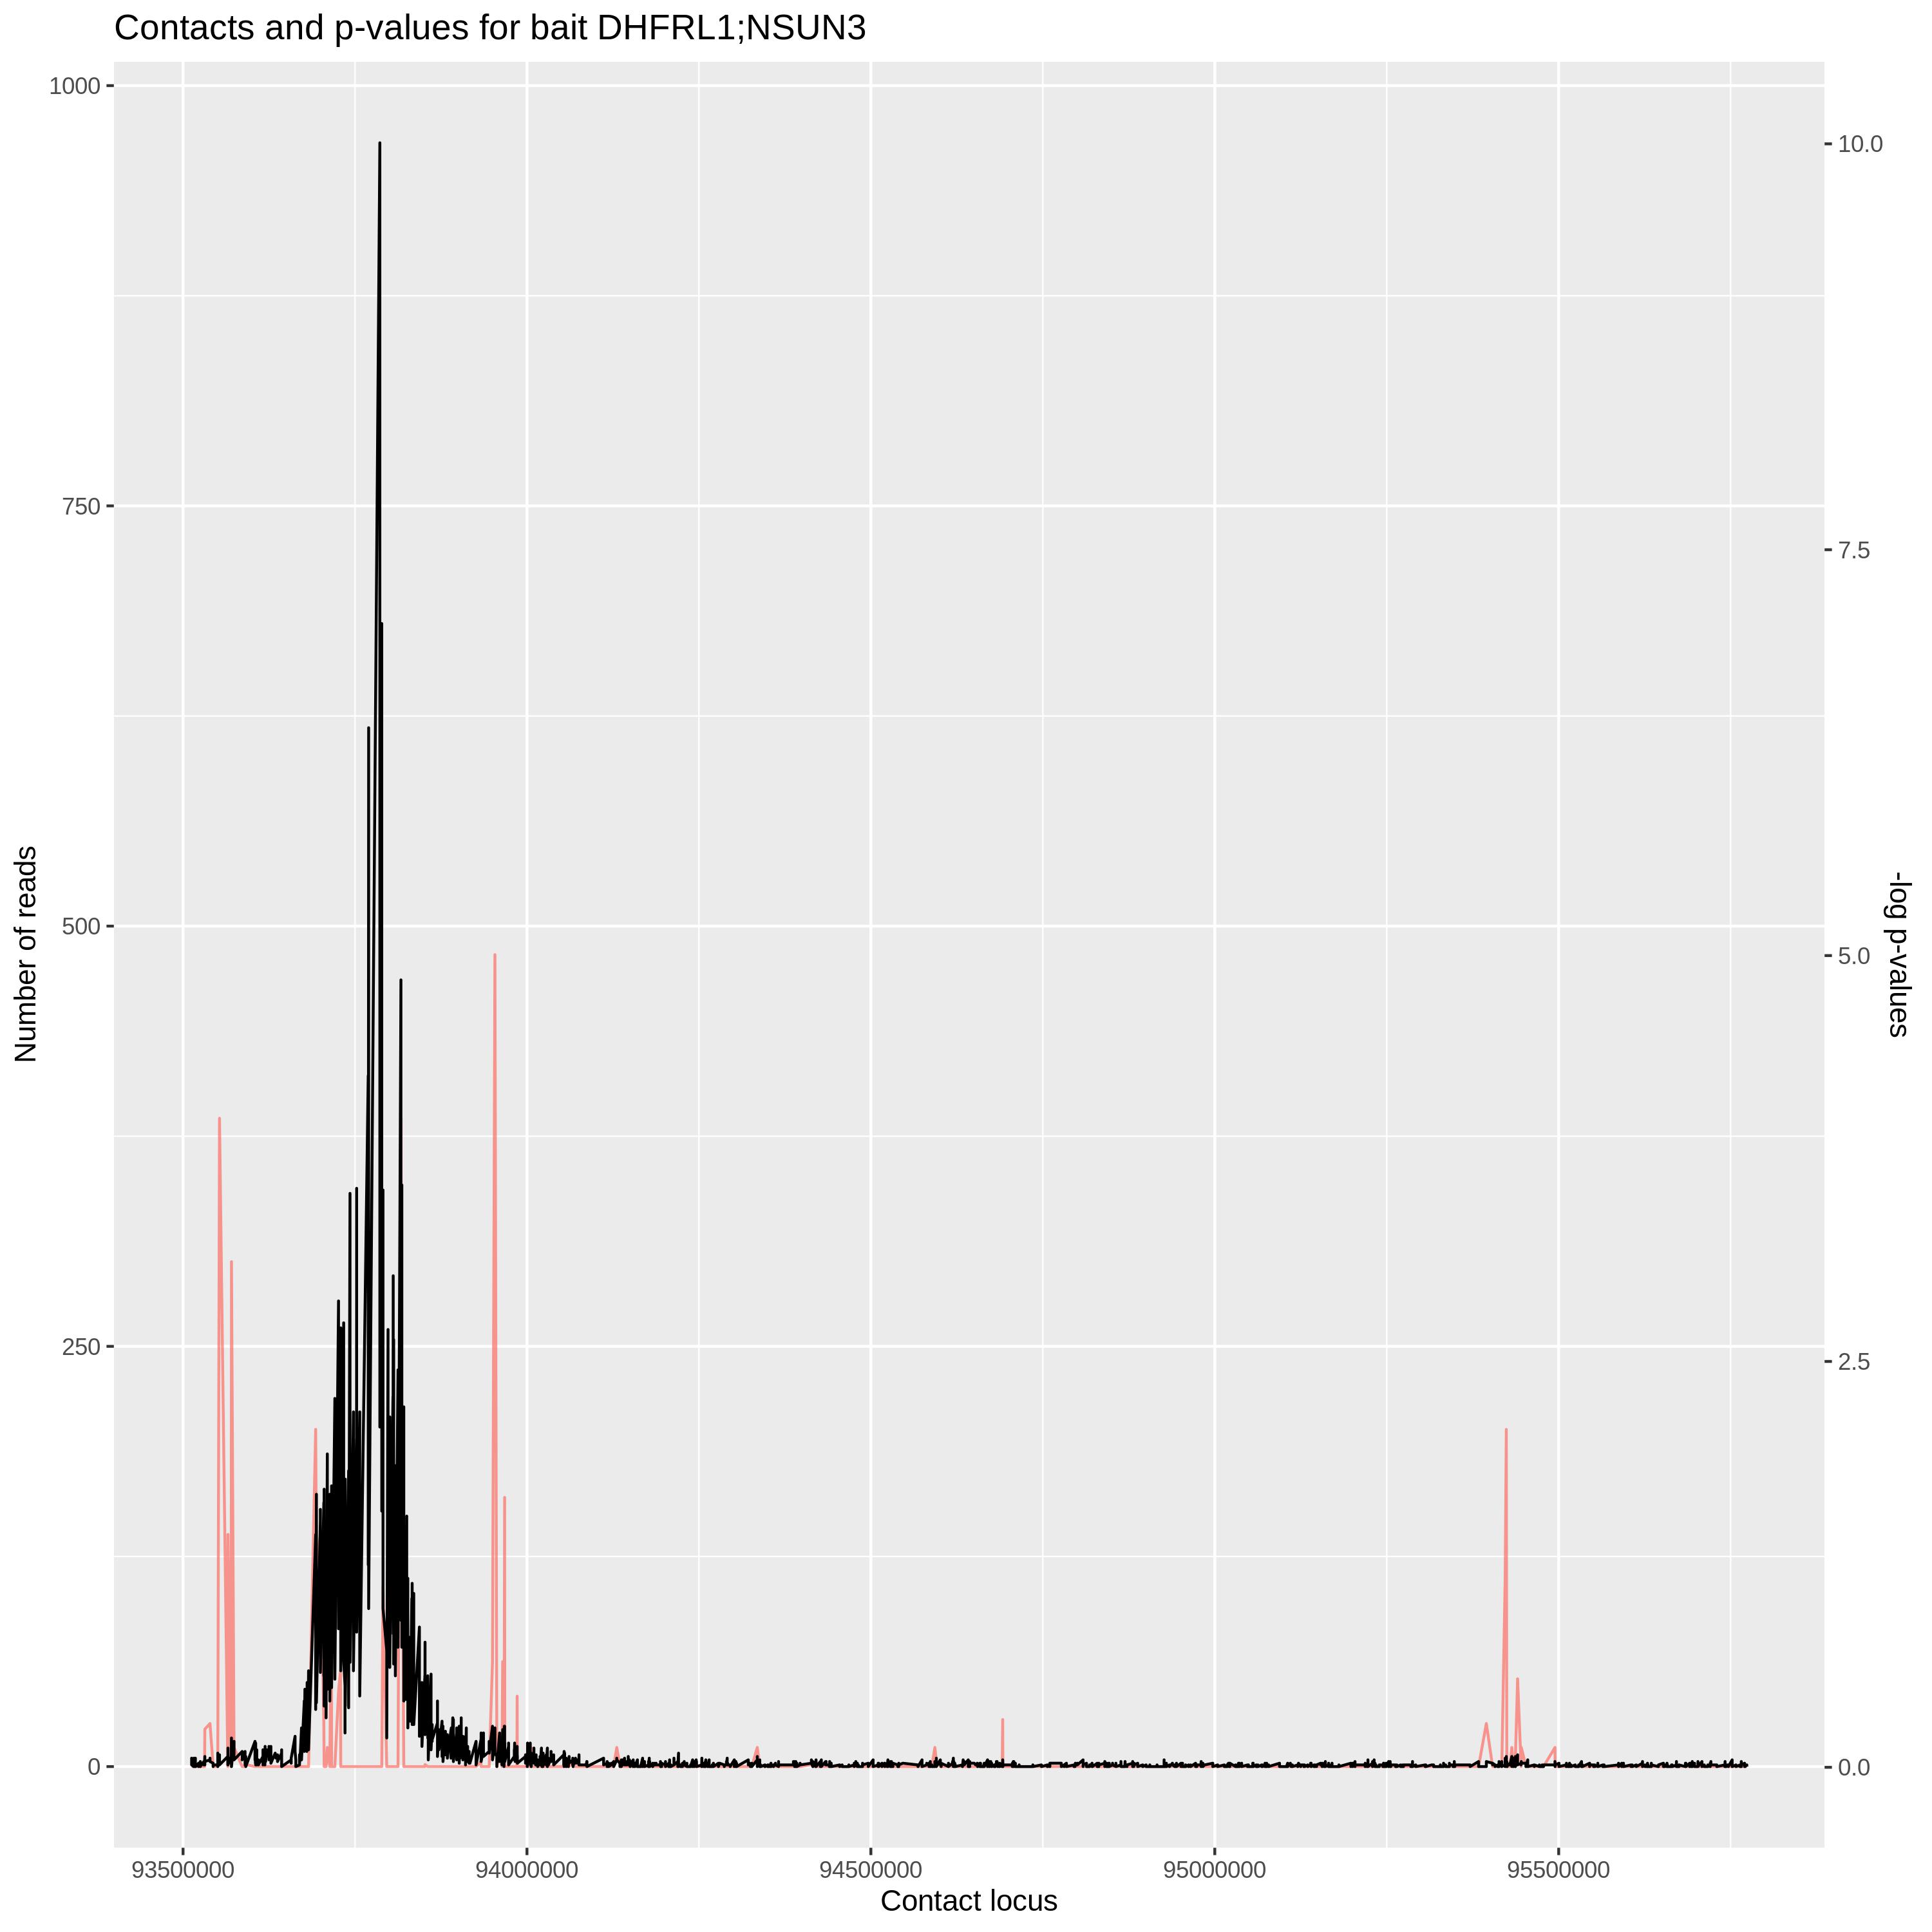 Contacts and p-values for bait DHFRL1;NSUN3
1000
750
500
250
0
Number of reads
10.0
7.5
5.0
2.5
0.0
-log p-values
93500000 94000000 94500000 95000000 95500000
Contact locus